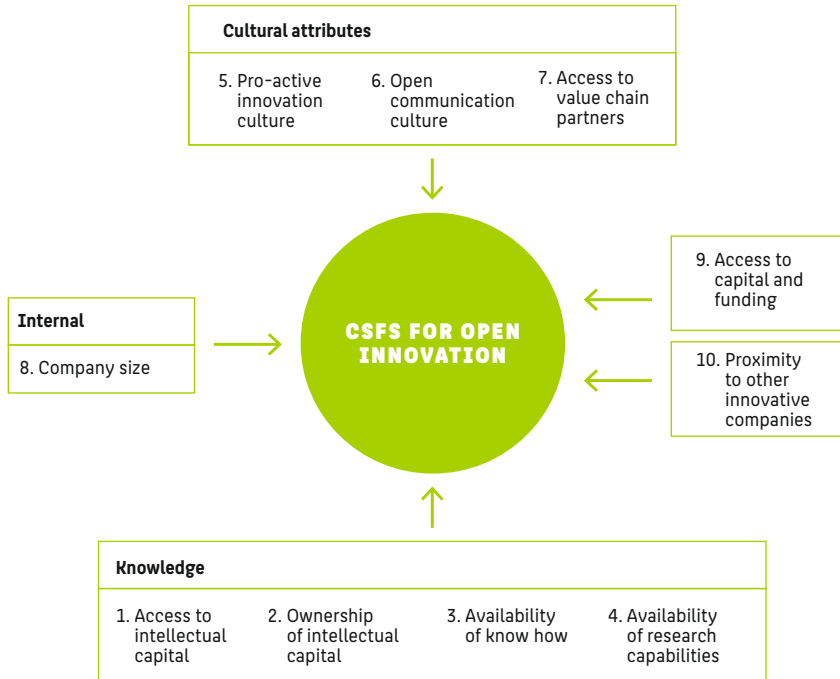 Cultural attributes
5. Pro-active
innovation
culture
6. Open
communication
culture
7. Access to
value chain
partners
9. Access to
capital and
funding
Internal
8. Company size
CSFS FOR OPEN
INNOVATION
10. Proximity
to other
innovative
companies
Knowledge
1. Access to
intellectual
capital
2. Ownership
of intellectual
capital
3. Availability
of know how
4. Availability
of research
capabilities